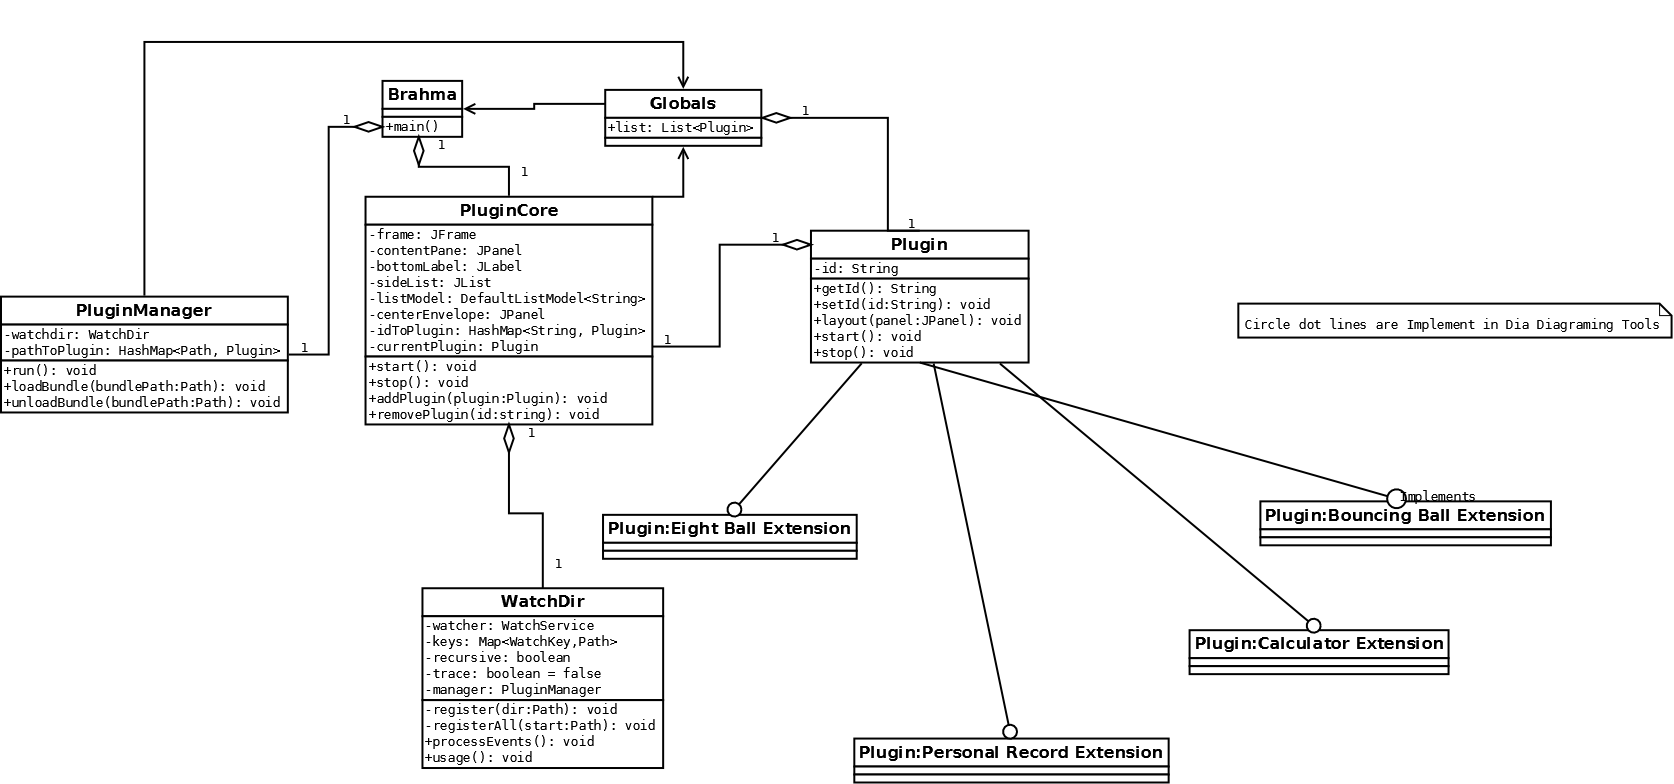 Brahma
+main()
1
1
1
Globals
+list: List<Plugin>
1
1
PluginCore
-frame: JFrame
-contentPane: JPanel
-bottomLabel: JLabel
-sideList: JList
-listModel: DefaultListModel<String>
-centerEnvelope: JPanel
-idToPlugin: HashMap<String, Plugin>
-currentPlugin: Plugin
+start(): void
+stop(): void
+addPlugin(plugin:Plugin): void
+removePlugin(id:string): void
1
1
1
Plugin
-id: String
+getId(): String
+setId(id:String): void
+layout(panel:JPanel): void
+start(): void
+stop(): void
PluginManager
-watchdir: WatchDir
-pathToPlugin: HashMap<Path, Plugin>
+run(): void
+loadBundle(bundlePath:Path): void
+unloadBundle(bundlePath:Path): void
1
Circle dot lines are Implement in Dia Diagraming Tools
1
WatchDir
-watcher: WatchService
-keys: Map<WatchKey,Path>
-recursive: boolean
-trace: boolean = false
-manager: PluginManager
-register(dir:Path): void
-registerAll(start:Path): void
+processEvents(): void
+usage(): void
Plugin:Eight Ball Extension
Implements
Plugin:Bouncing Ball Extension
Plugin:Calculator Extension
Plugin:Personal Record Extension